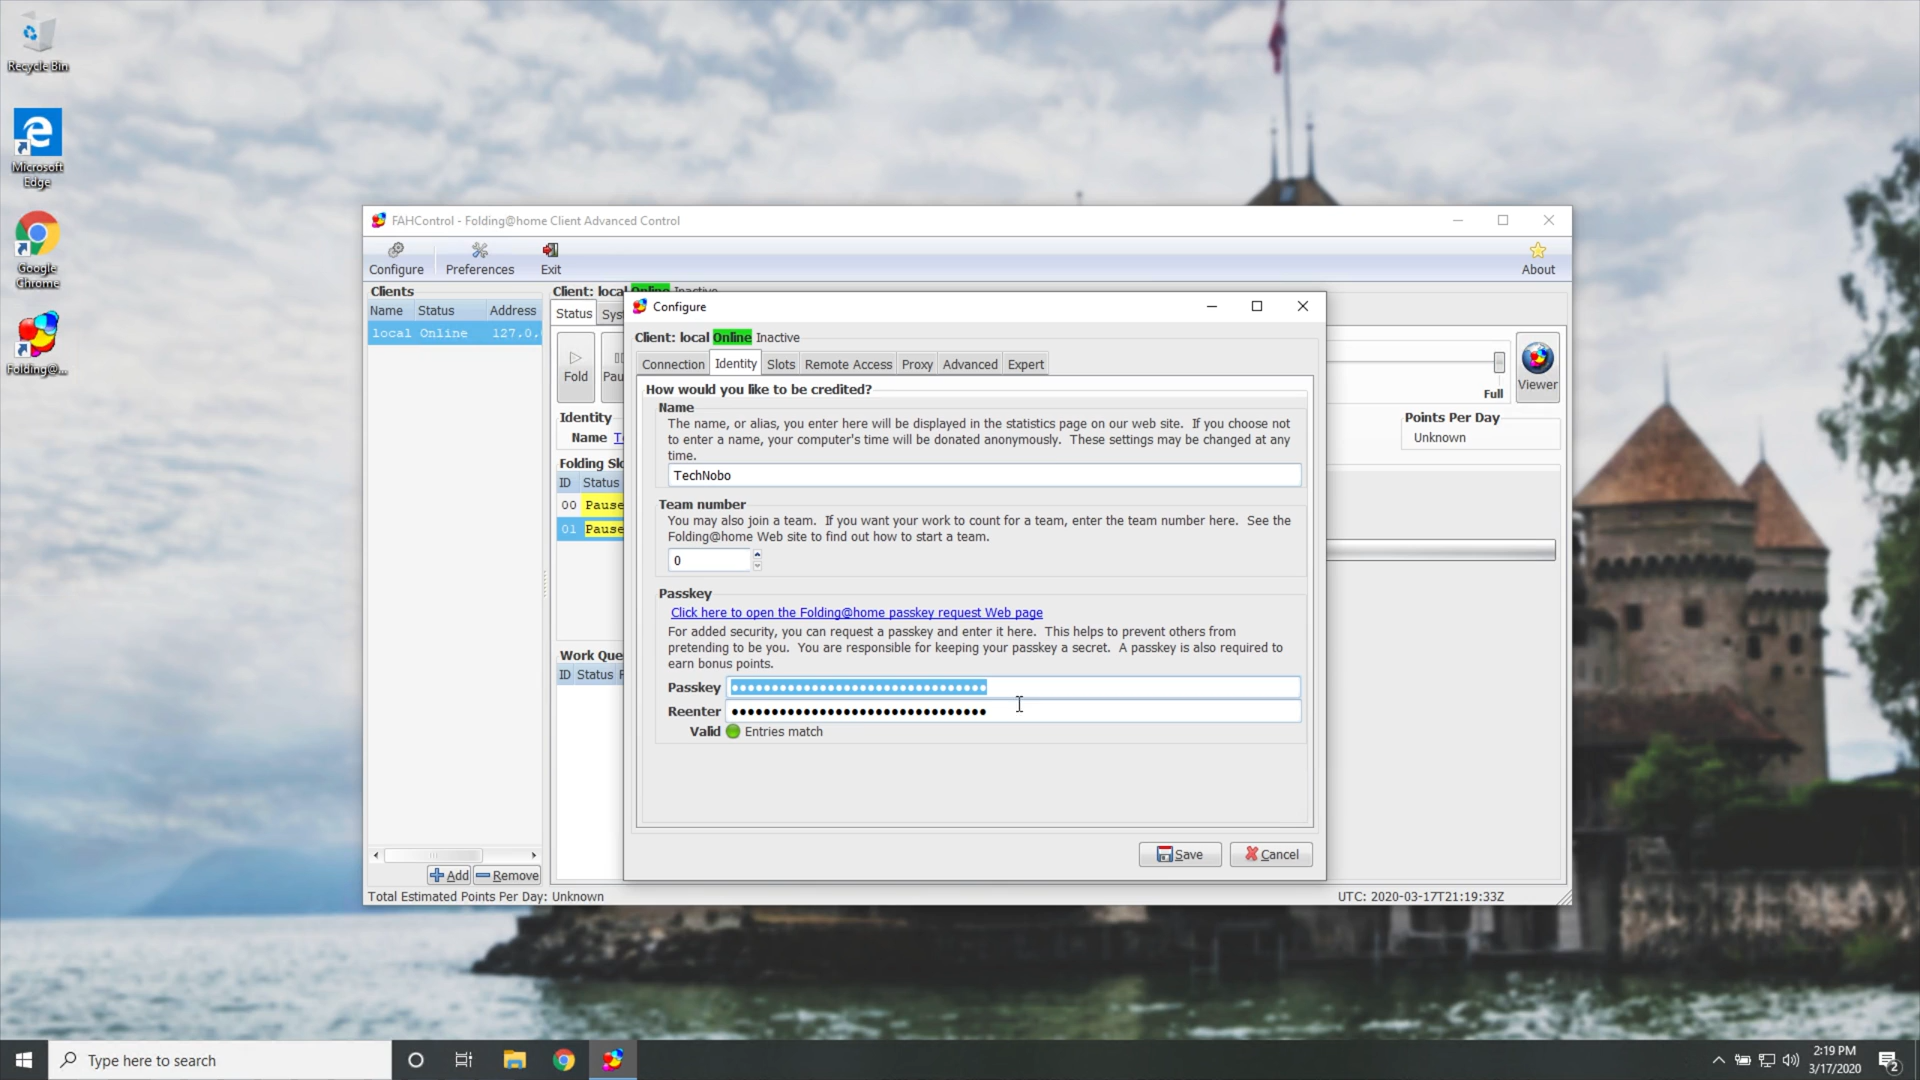 Recycle Bin
Microsoft
Edge
Google
Chrome
Folding@...
FAHControl - Folding@home Client Advanced Control
Configure
Preferences
Exit
About
Clients
Name Status Address
local Online 127.0.
Add
Remove
Client: local Online Inactive
Status
Fold
Identity
Name
ID Status
00 Pause
01 Pause
ID Status
Full
Viewer
Points Per Day
Unknown
Configure
Client: local Online Inactive
Connection Identity Slots Remote Access Proxy Advanced Expert
How would you like to be credited?
Name
The name, or alias, you enter here will be displayed in the statistics page on our web site. If you choose not
to enter a name, your computer's time will be donated anonymously. These settings may be changed at any
time.
TechNobo
Team number
You may also join a team. If you want your work to count for a team, enter the team number here. See the
Folding@home Web site to find out how to start a team.
0
Passkey
Click here to open the Folding@home passkey request Web page
For added security, you can request a passkey and enter it here. This helps to prevent others from
pretending to be you. You are responsible for keeping your passkey a secret. A passkey is also required to
earn bonus points.
Passkey ••••••••••••••••••••••••••••••••
Reenter ••••••••••••••••••••••••••••••••
Valid Entries match
Save
Cancel
Total Estimated Points Per Day: Unknown
UTC: 2020-03-17T21:19:33Z
Type here to search
2:19 PM
3/17/2020
2